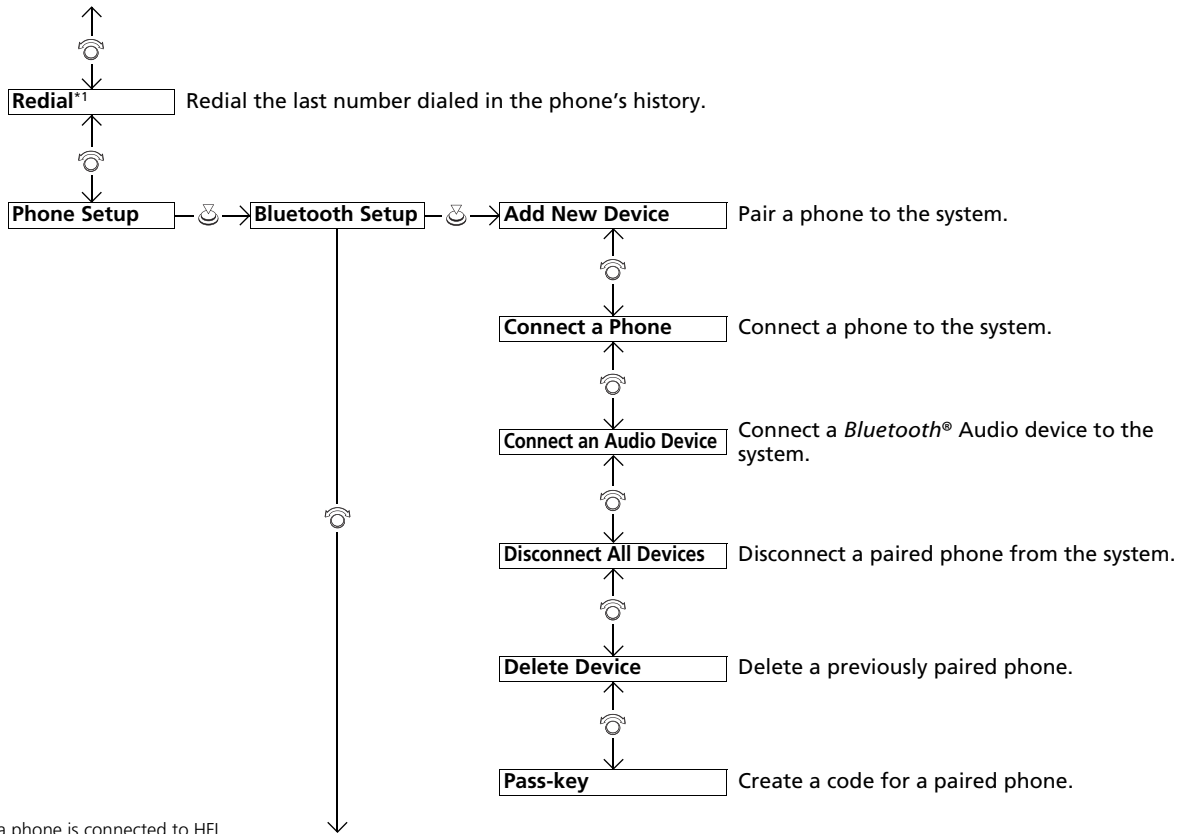 Redial*1 Redial the last number dialed in the phone's history.
Phone Setup Bluetooth Setup Add New Device Pair a phone to the system.
Connect a Phone Connect a phone to the system.
Connect an Audio Device Connect a Bluetooth® Audio device to the
system.
Disconnect All Devices Disconnect a paired phone from the system.
Delete Device Delete a previously paired phone.
Pass-key Create a code for a paired phone.
a phone is connected to HFL